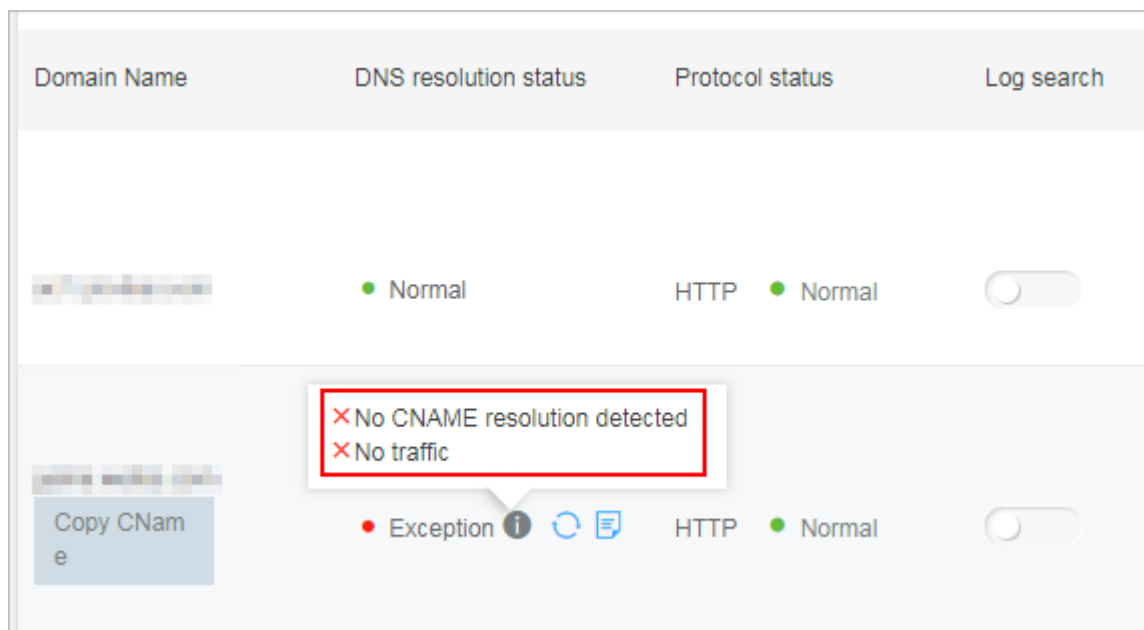 Domain Name DNS resolution status Protocol status Log search
Normal HTTP Normal
No CNAME resolution detected
No traffic
Copy CNam
e
Exception HTTP Normal